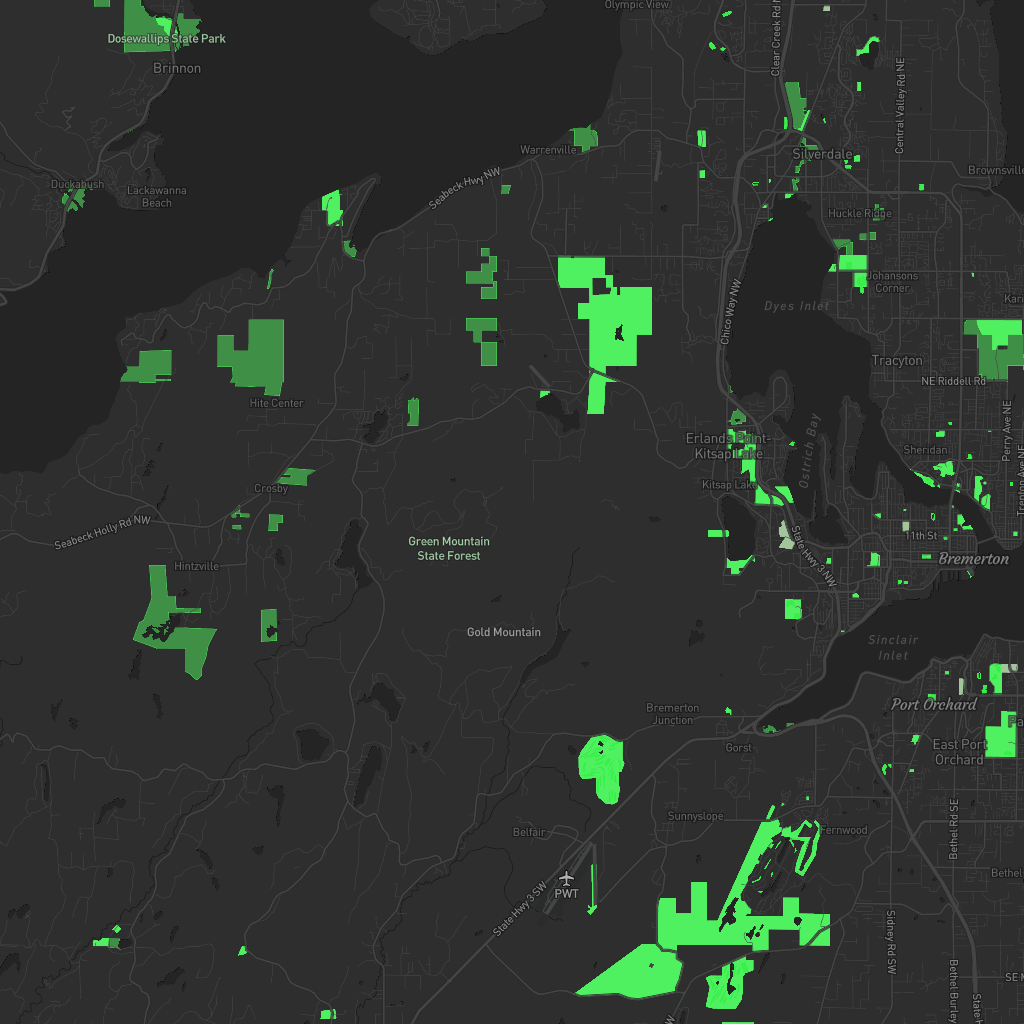 Olympic View
Clear Creek Rd N
Dosewallips State Park
Brinnon
Central Valley Rd NE
Warrenville
Silverdale
Brownsville
Duckabush
Lackawanna
Beach
Seabeck Hwy NW
Huckle Ridge
Johansons
Corner
Dyes Inlet
Chico Way NW
Tracyton
NE Riddell Rd
Hite Center
Perry Ave NE
Erlands Point-
Kitsap Lake
Ostrich Bay
Sheridan
Trenton Ave NE
Kitsap Lake
Crosby
Seabeck Holly Rd NW
Green Mountain
State Forest
State Hwy 3 NW
11th St
Bremerton
Hintzville
Gold Mountain
Sinclair
Inlet
Bremerton
Junction
Port Orchard
Gorst
East Port
Orchard
Sunnyslope
Belfair
Fernwood
Bethel Rd SE
PWT
State Hwy 3 SW
Sidney Rd SW
Bethel Burley
SE M
State H